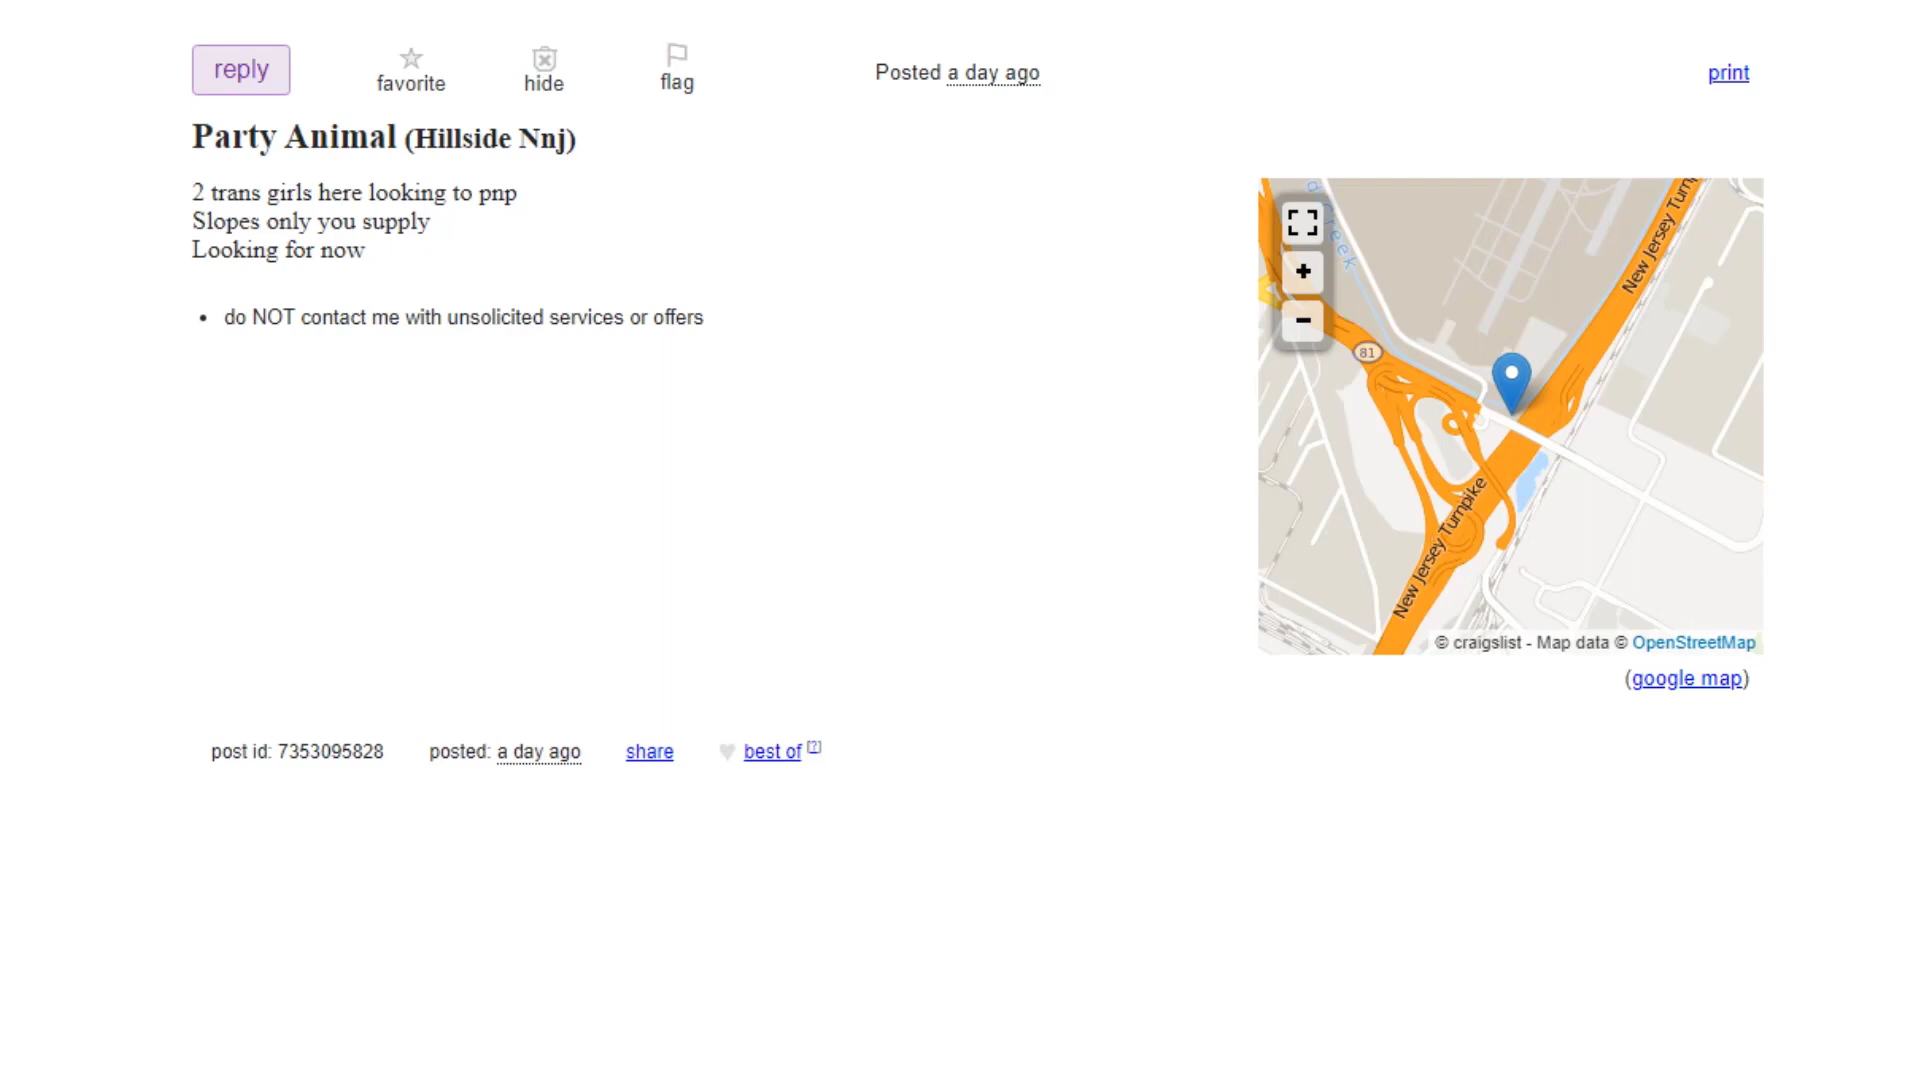 reply
favorite
hide
flag
Posted a day ago
print
Party Animal (Hillside Nnj)
2 trans girls here looking to pnp
Slopes only you supply
Looking for now
• do NOT contact me with unsolicited services or offers
+
−
81
New Jersey Turnp
New Jersey Turnpike
© craigslist - Map data © OpenStreetMap
(google map)
post id: 7353095828
posted: a day ago
share
best of [?]